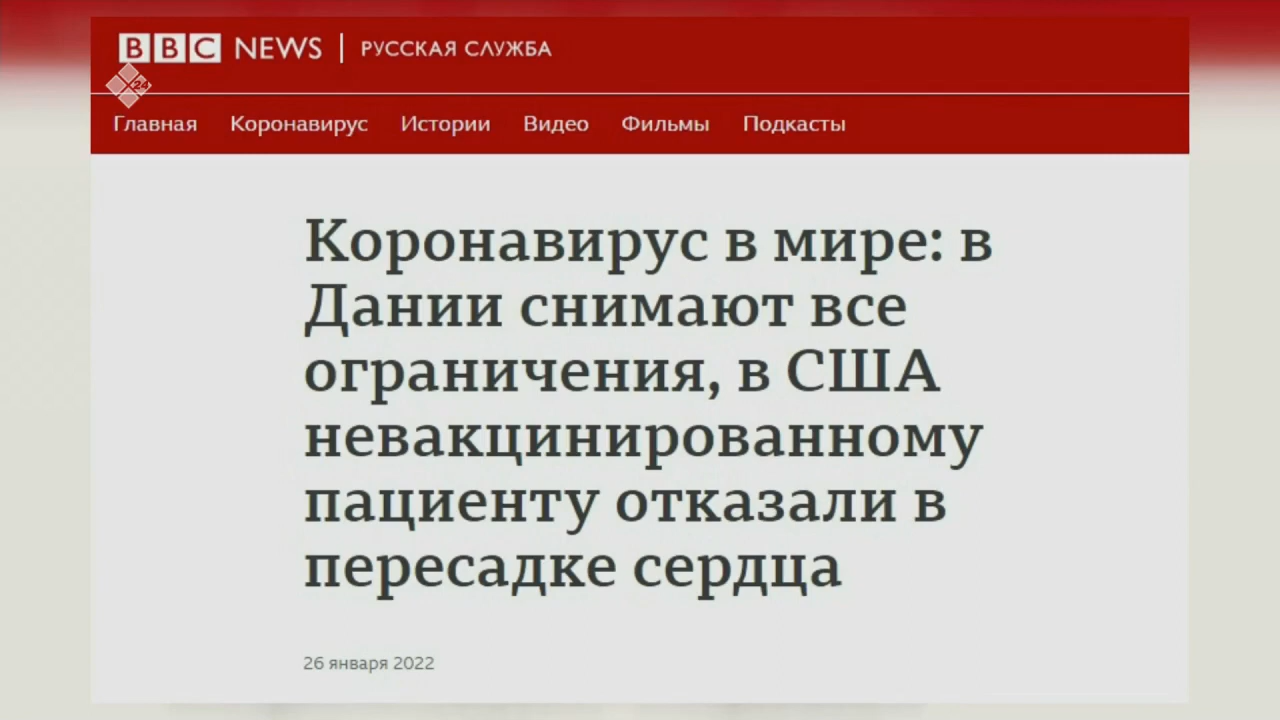 BBC NEWS | РУССКАЯ СЛУЖБА
24
Главная Коронавирус Истории Видео Фильмы Подкасты
Коронавирус в мире: в
Дании снимают все
ограничения, в США
невакцинированному
пациенту отказали в
пересадке сердца
26 января 2022